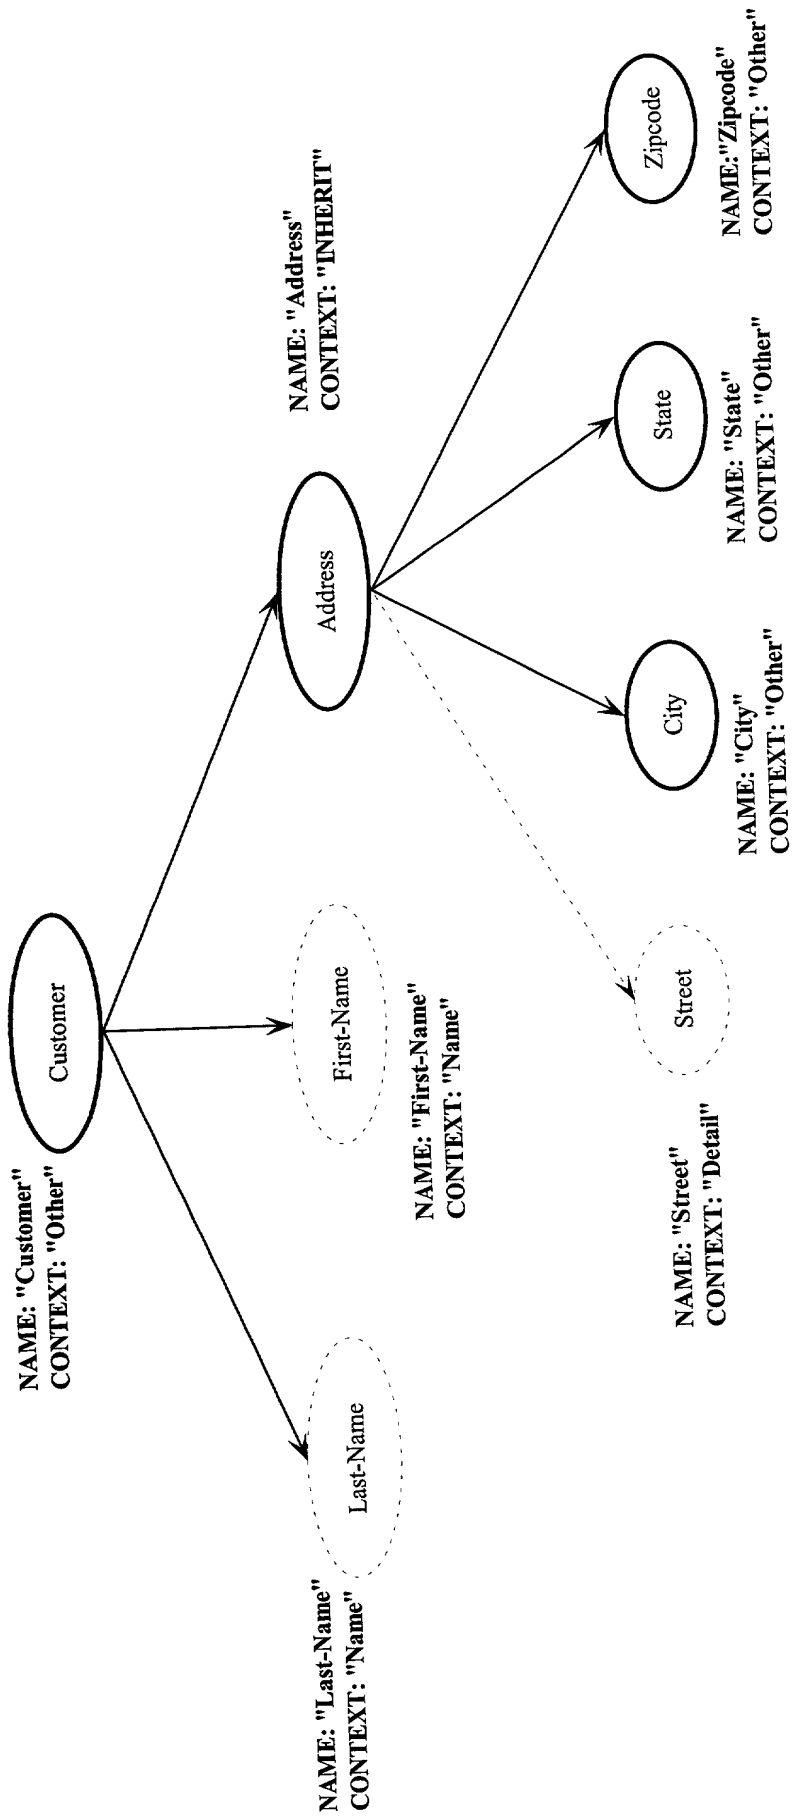 NAME: "Customer"
CONTEXT: "Other"
Customer
NAME: "Last-Name"
CONTEXT: "Name"
Last-Name
First-Name
NAME: "First-Name"
CONTEXT: "Name"
Address
NAME: "Address"
CONTEXT: "INHERIT"
NAME: "Street"
CONTEXT: "Detail"
Street
City
NAME: "City"
CONTEXT: "Other"
State
NAME: "State"
CONTEXT: "Other"
Zipcode
NAME:"Zipcode"
CONTEXT: "Other"